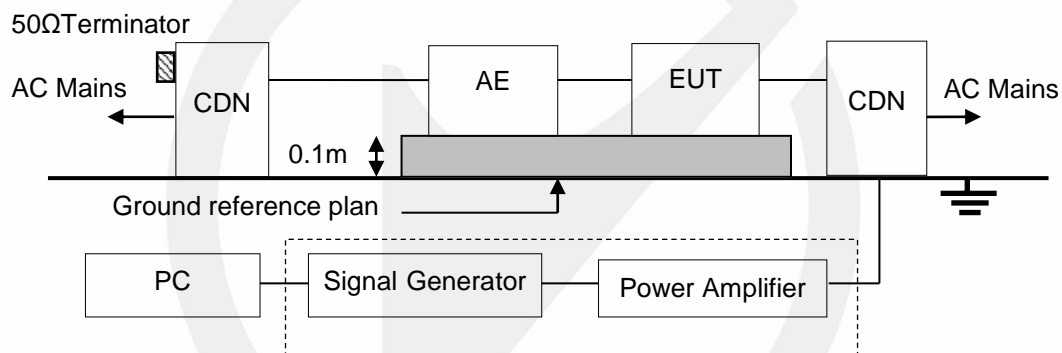 50ΩTerminator
AC Mains
CDN
AE
EUT
CDN
AC Mains
0.1m
Ground reference plan
PC
Signal Generator
Power Amplifier